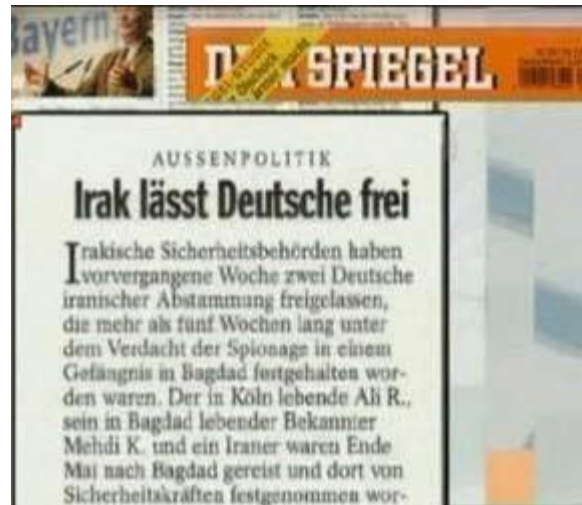 Bayern
DER SPIEGEL
AUSSENPOLITIK
Irak lässt Deutsche frei
Irakische Sicherheitsbehörden haben
vorvergangene Woche zwei Deutsche
iranischer Abstammung freigelassen,
die mehr als fünf Wochen lang unter
dem Verdacht der Spionage in einem
Gefängnis in Bagdad festgehalten wor-
den waren. Der in Köln lebende Ali R.,
sein in Bagdad lebender Bekannter
Mehdi K. und ein Iraner waren Ende
Mai nach Bagdad gereist und dort von
Sicherheitskräften festgenommen wor-